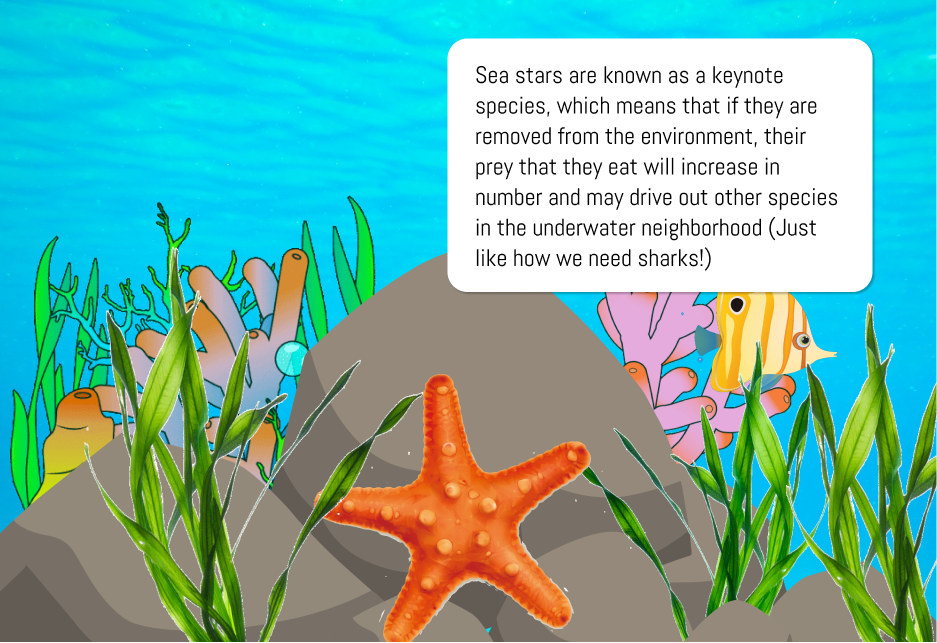 Sea stars are known as a keynote
species, which means that if they are
removed from the environment, their
prey that they eat will increase in
number and may drive out other species
in the underwater neighborhood (Just
like how we need sharks!)